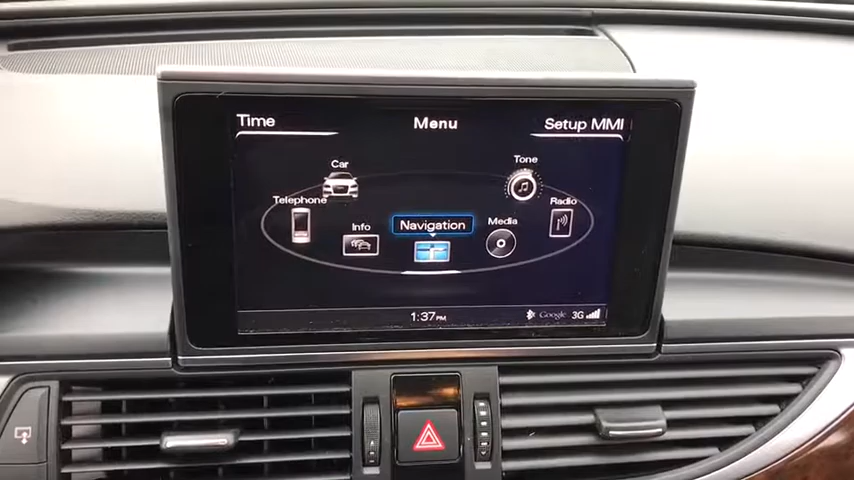 Time Menu Setup MMI
Car Tone
Telephone Radio
Info Navigation Media
1:37PM Google 3G